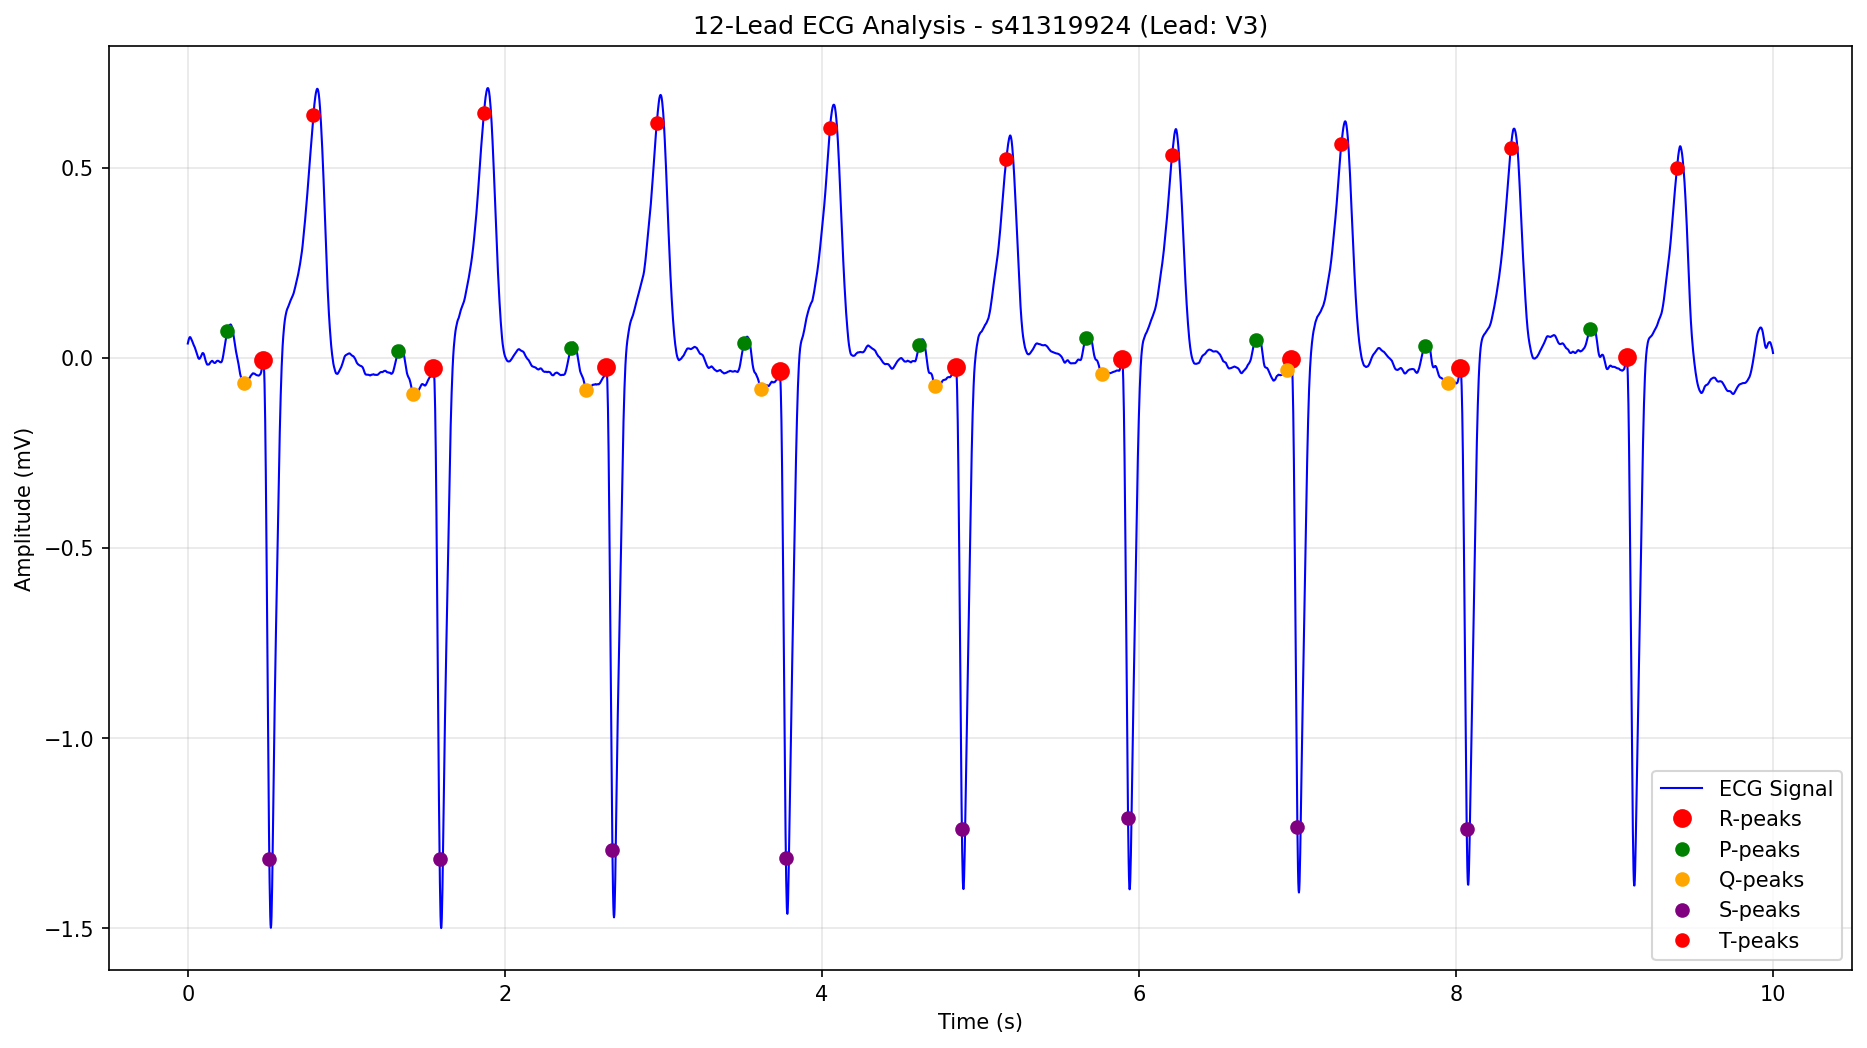 12-Lead ECG Analysis - s41319924 (Lead: V3)
Amplitude (mV)
0.5
0.0
−0.5
−1.0
−1.5
0
2
4
6
8
10
Time (s)
ECG Signal
R-peaks
P-peaks
Q-peaks
S-peaks
T-peaks